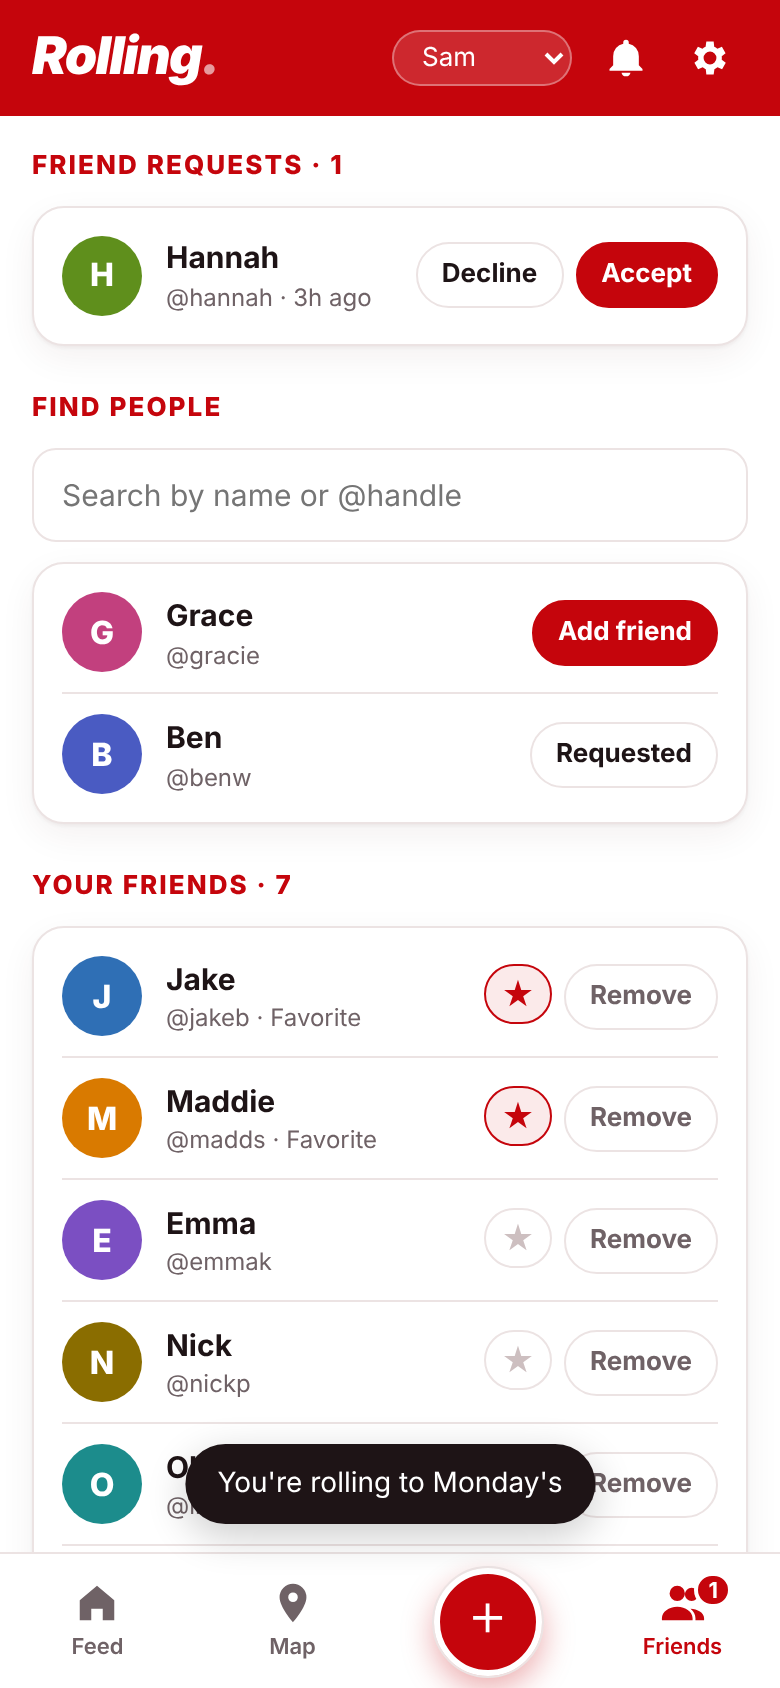 Rolling.
Sam
FRIEND REQUESTS · 1
H
Hannah
@hannah · 3h ago
Decline
Accept
FIND PEOPLE
Search by name or @handle
G
Grace
@gracie
Add friend
B
Ben
@benw
Requested
YOUR FRIENDS · 7
J
Jake
@jakeb · Favorite
★
Remove
M
Maddie
@madds · Favorite
★
Remove
E
Emma
@emmak
★
Remove
N
Nick
@nickp
★
Remove
O
Remove
You're rolling to Monday's
Feed
Map
+
1
Friends